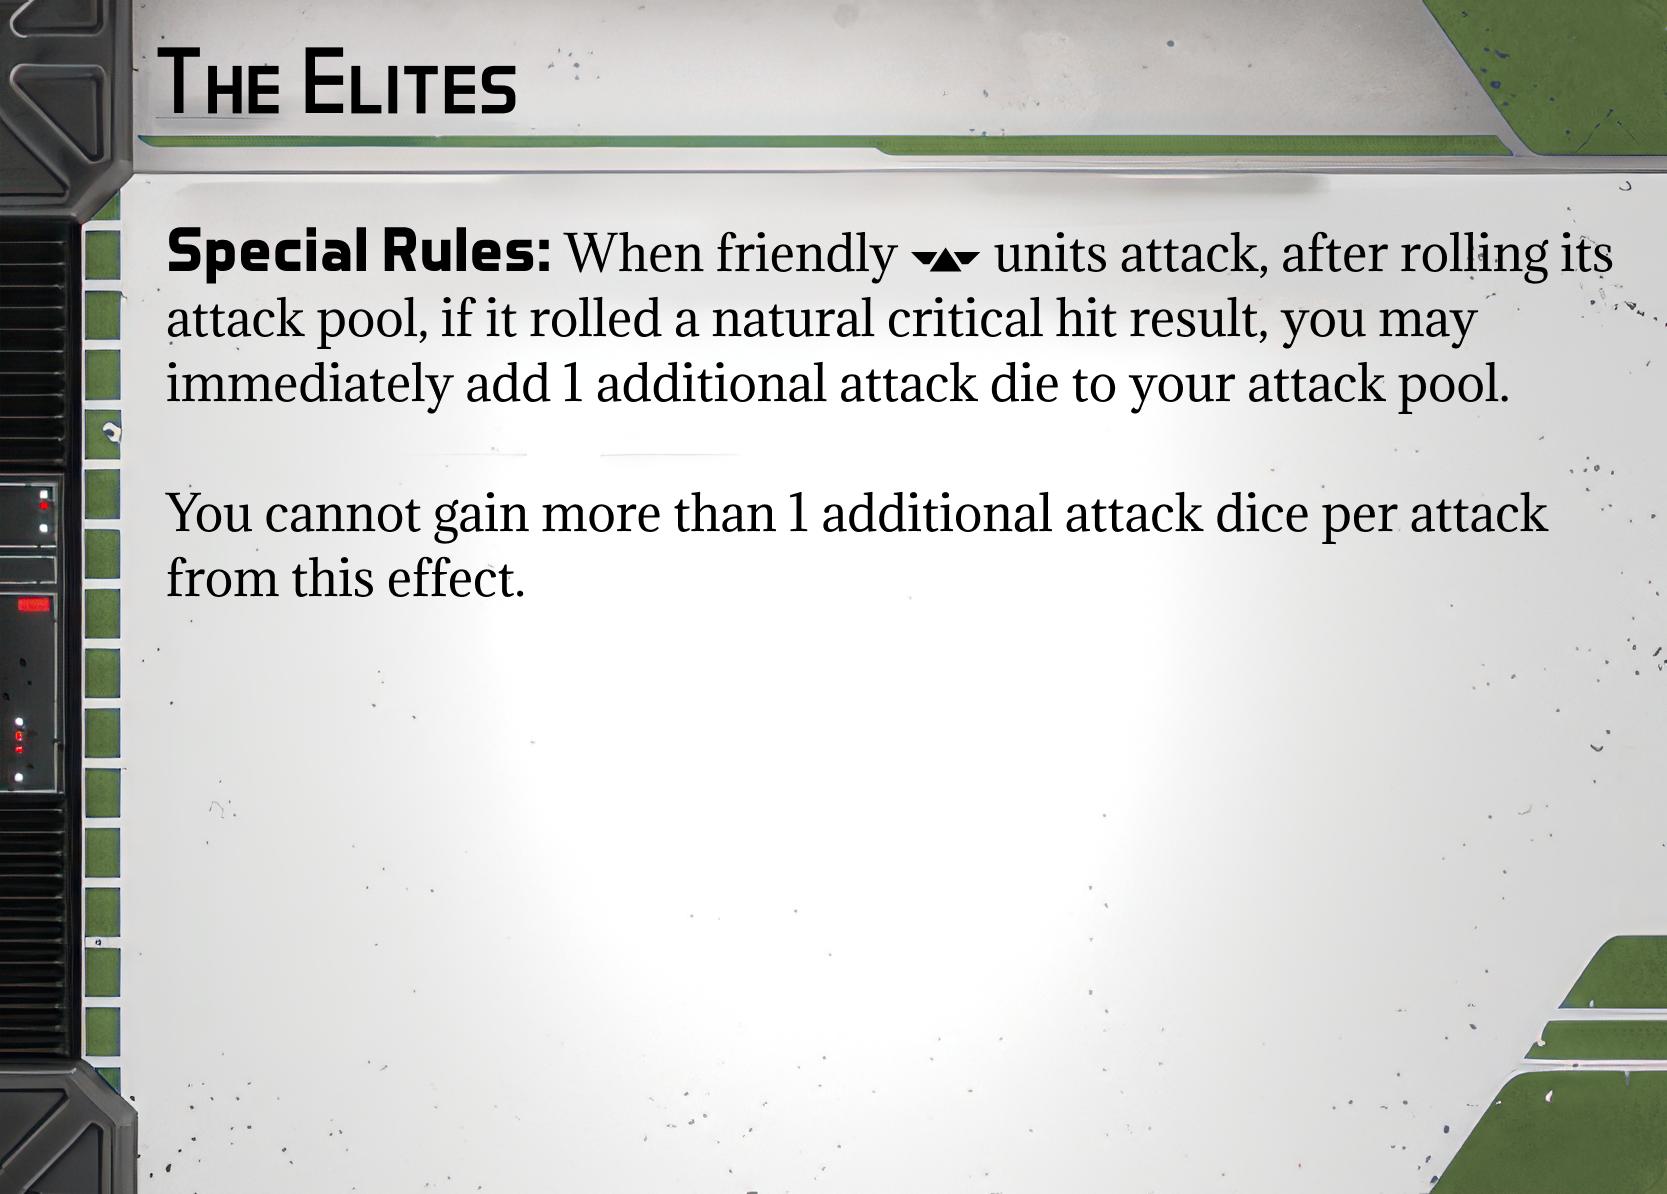 The Elites
Special Rules: When friendly units attack, after rolling its
attack pool, if it rolled a natural critical hit result, you may
immediately add 1 additional attack die to your attack pool.
You cannot gain more than 1 additional attack dice per attack
from this effect.